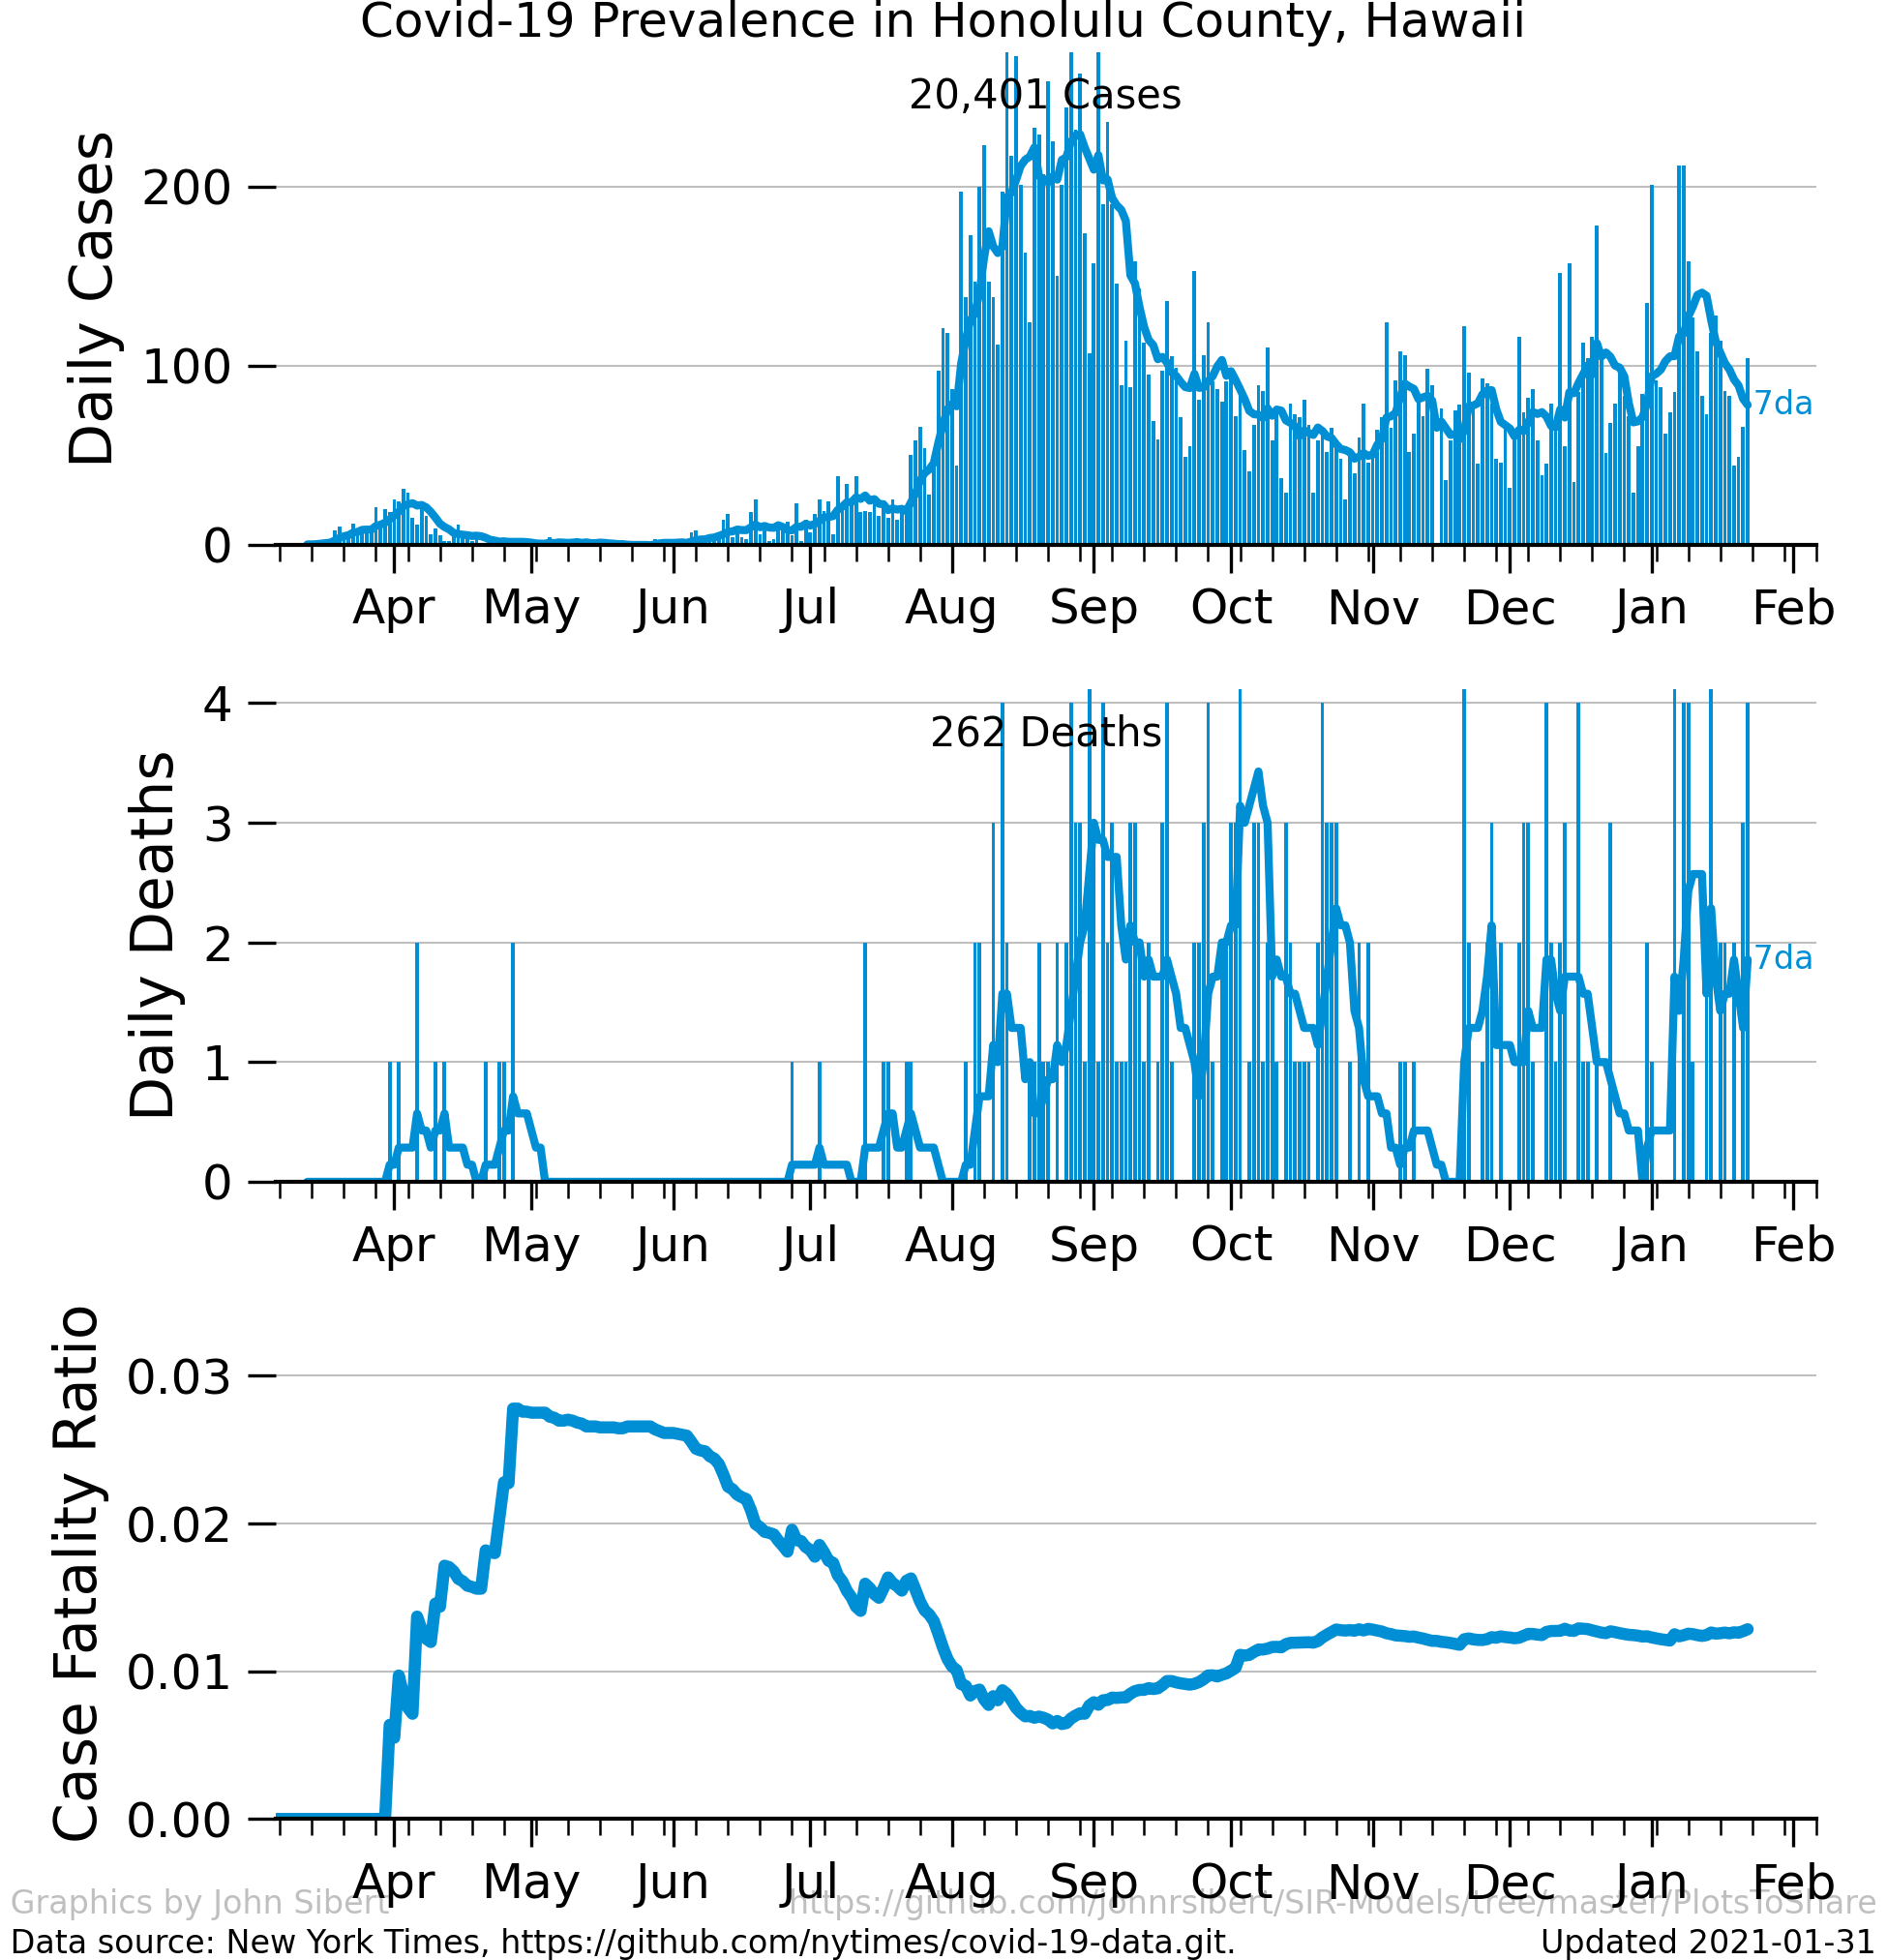 Covid-19 Prevalence in Honolulu County, Hawaii
20,401 Cases
Daily Cases
200
100
0
7da
Apr May Jun Jul Aug Sep Oct Nov Dec Jan Feb
262 Deaths
Daily Deaths
4
3
2
1
0
7da
Apr May Jun Jul Aug Sep Oct Nov Dec Jan Feb
Case Fatality Ratio
0.03
0.02
0.01
0.00
Apr May Jun Jul Aug Sep Oct Nov Dec Jan Feb
Graphics by John Sibert https://github.com/johnrsibert/SIR-Models/tree/master/PlotsToShare
Data source: New York Times, https://github.com/nytimes/covid-19-data.git. Updated 2021-01-31